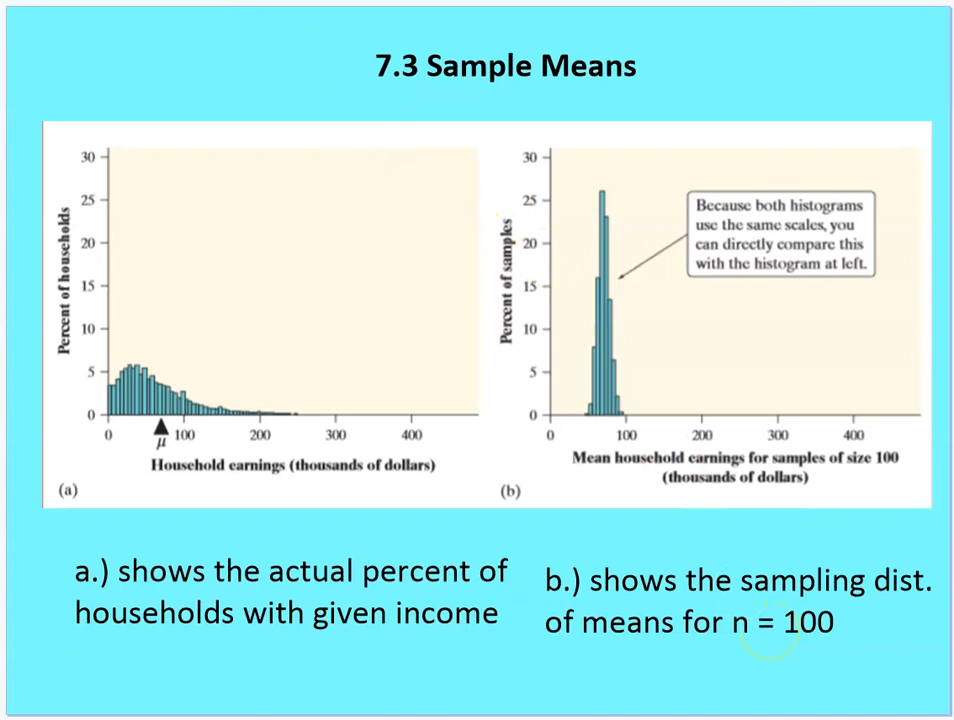 7.3 Sample Means
30
25
20
15
10
5
0
Percent of households
0
100
200
300
400
μ
Household earnings (thousands of dollars)
(a)
30
25
20
15
10
5
0
Percent of samples
Because both histograms
use the same scales, you
can directly compare this
with the histogram at left.
0
100
200
300
400
Mean household earnings for samples of size 100
(thousands of dollars)
(b)
a.) shows the actual percent of
households with given income
b.) shows the sampling dist.
of means for n = 100